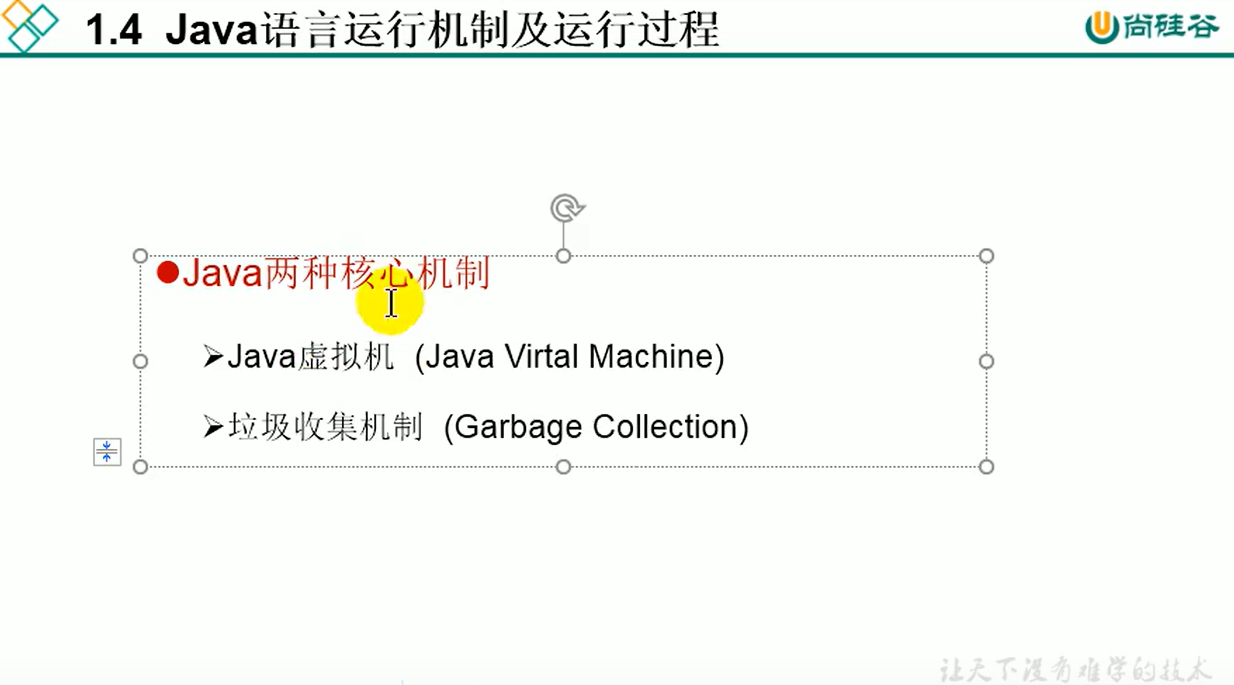 1.4 Java语言运行机制及运行过程
尚硅谷
●Java两种核心机制
➢Java虚拟机 (Java Virtal Machine)
➢垃圾收集机制 (Garbage Collection)
让天下没有难学的技术